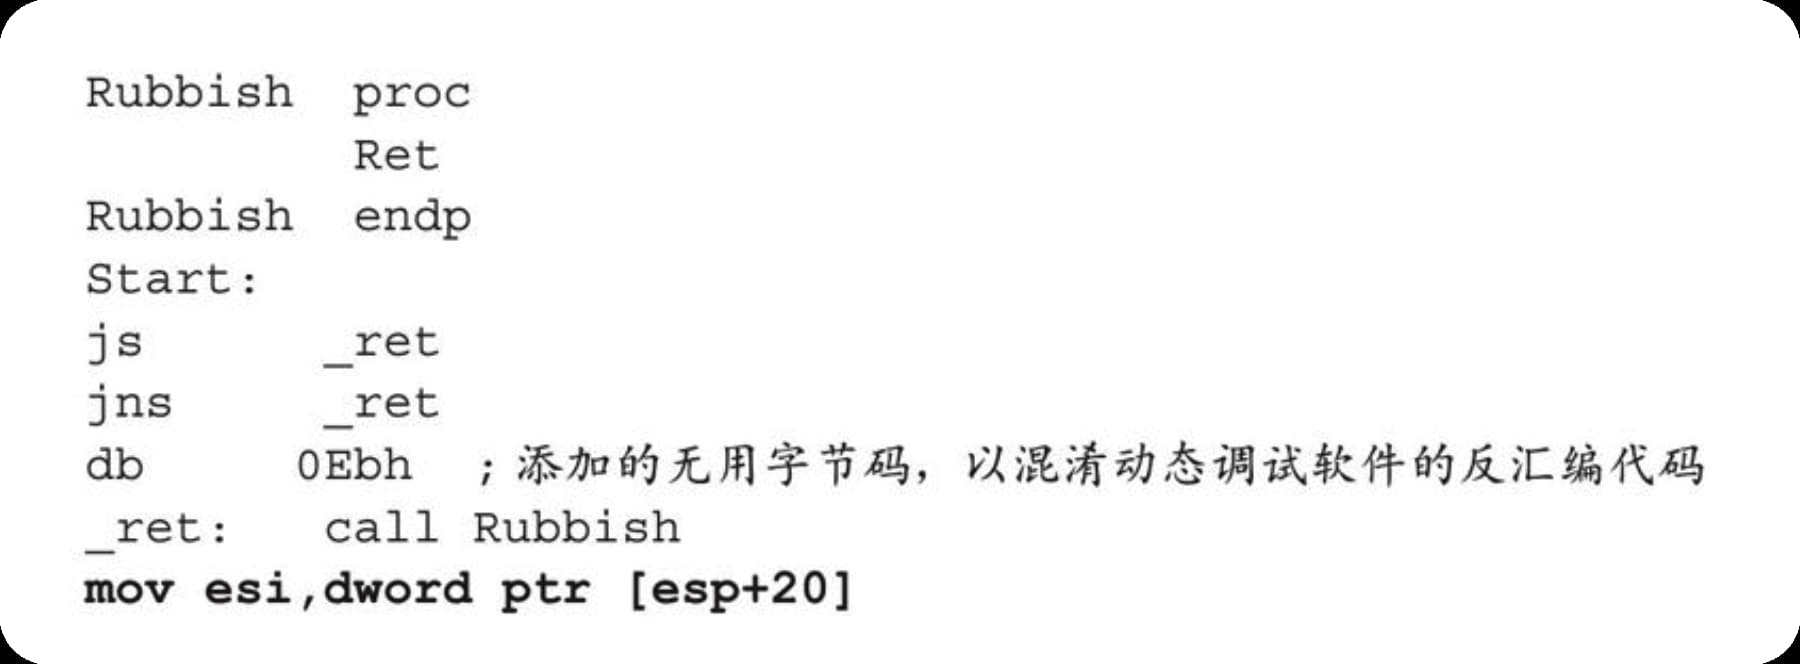 Rubbish proc
Ret
Rubbish endp
Start:
js _ret
jns _ret
db 0Ebh ;添加的无用字节码，以混淆动态调试软件的反汇编代码
_ret: call Rubbish
mov esi,dword ptr [esp+20]